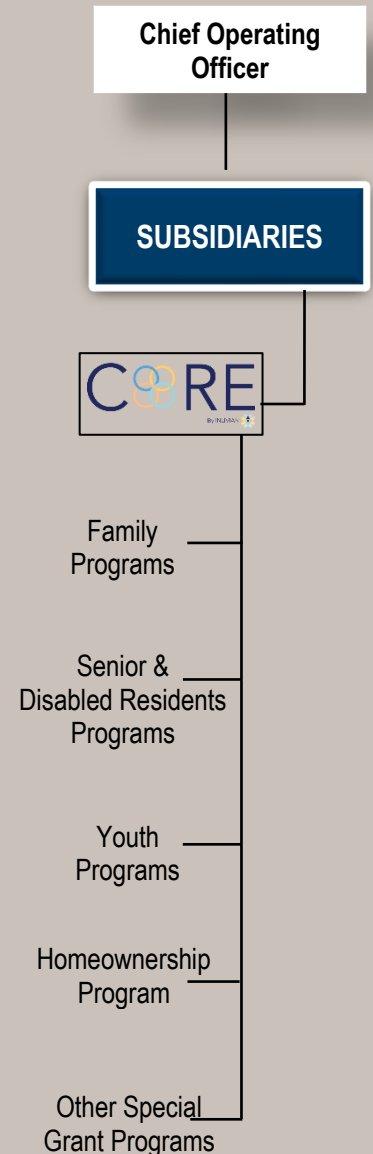 Chief Operating
Officer
SUBSIDIARIES
CORE
Family
Programs
Senior &
Disabled Residents
Programs
Youth
Programs
Homeownership
Program
Other Special
Grant Programs